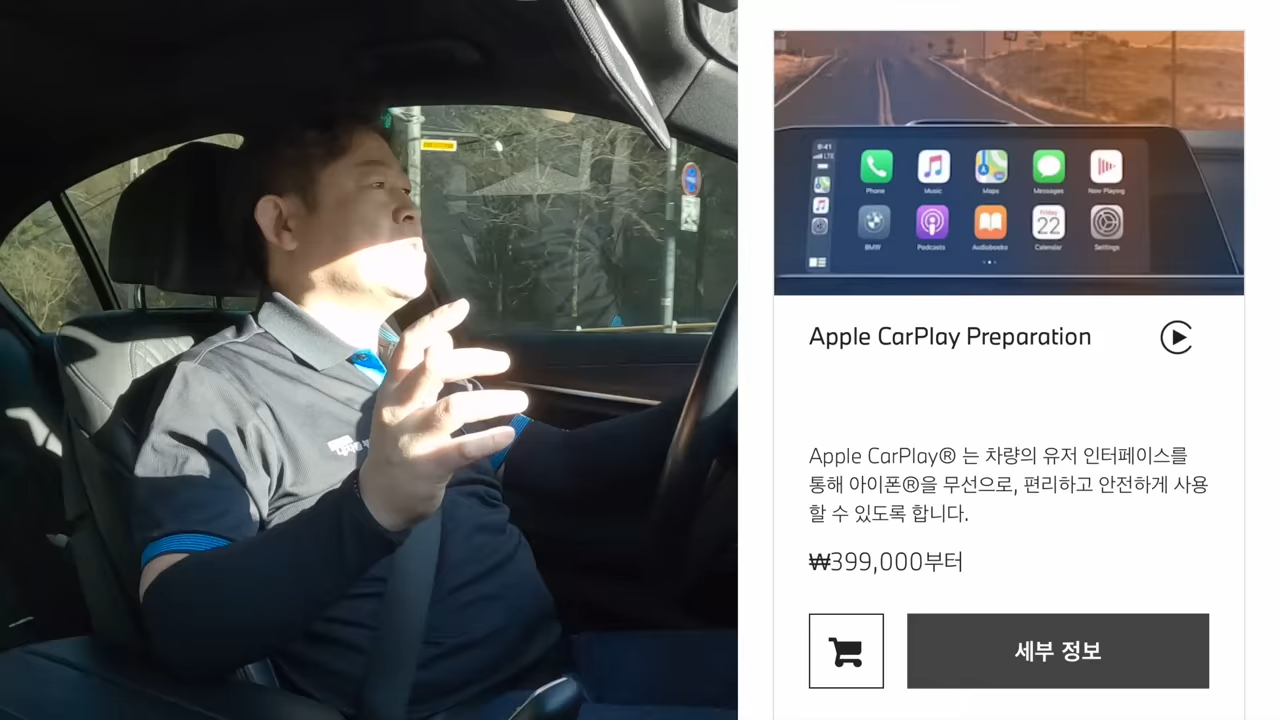 9:41
LTE
Phone
Music
Maps
Messages
Now Playing
BMW
Podcasts
Audiobooks
Friday
22
Calendar
Settings
Apple CarPlay Preparation
Apple CarPlay® 는 차량의 유저 인터페이스를
통해 아이폰®을 무선으로, 편리하고 안전하게 사용
할 수 있도록 합니다.
₩399,000부터
세부 정보